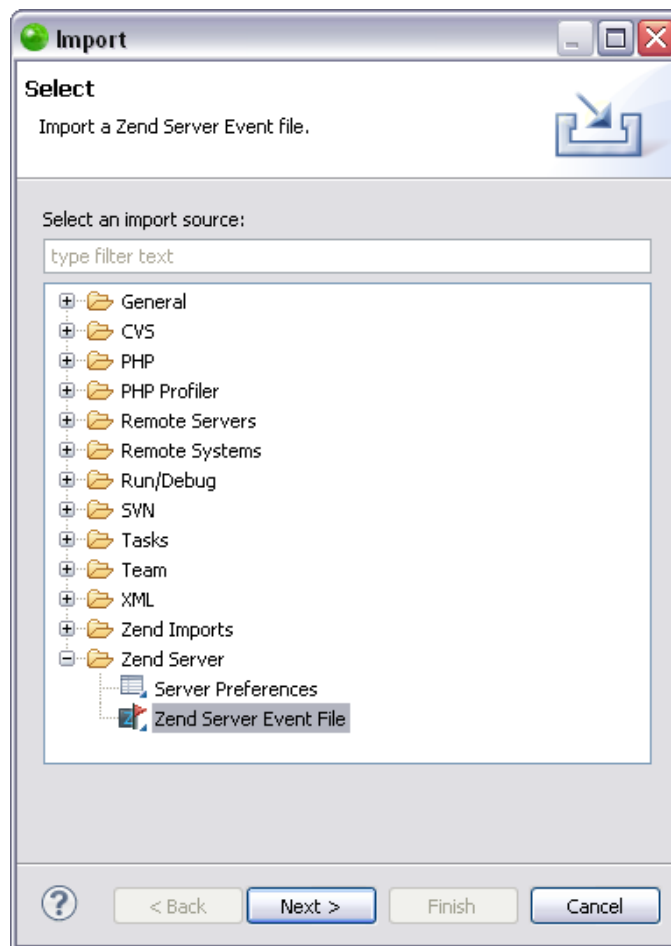 Import
Select
Import a Zend Server Event file.
Select an import source:
type filter text
General
CVS
PHP
PHP Profiler
Remote Servers
Remote Systems
Run/Debug
SVN
Tasks
Team
XML
Zend Imports
Zend Server
Server Preferences
Zend Server Event File
? < Back Next > Finish Cancel